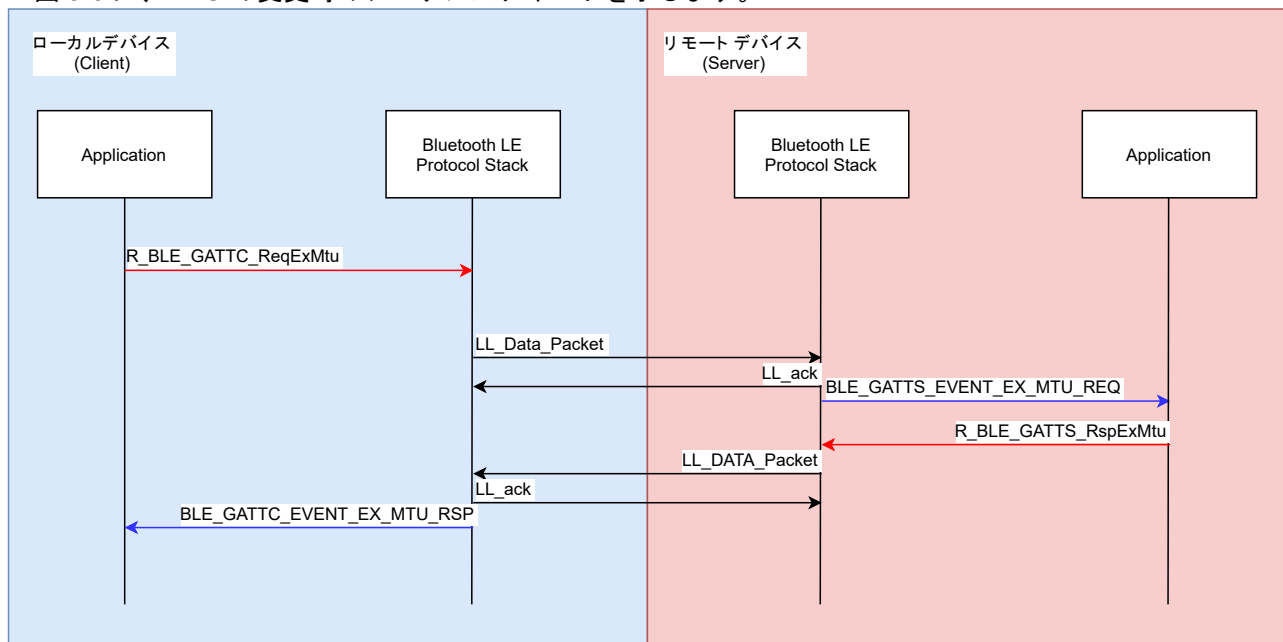 ローカルデバイス
(Client)
リモートデバイス
(Server)
Application
Bluetooth LE
Protocol Stack
Bluetooth LE
Protocol Stack
Application
R_BLE_GATTC_ReqExMtu
LL_Data_Packet
LL_ack
BLE_GATTS_EVENT_EX_MTU_REQ
R_BLE_GATTS_RspExMtu
LL_DATA_Packet
LL_ack
BLE_GATTC_EVENT_EX_MTU_RSP